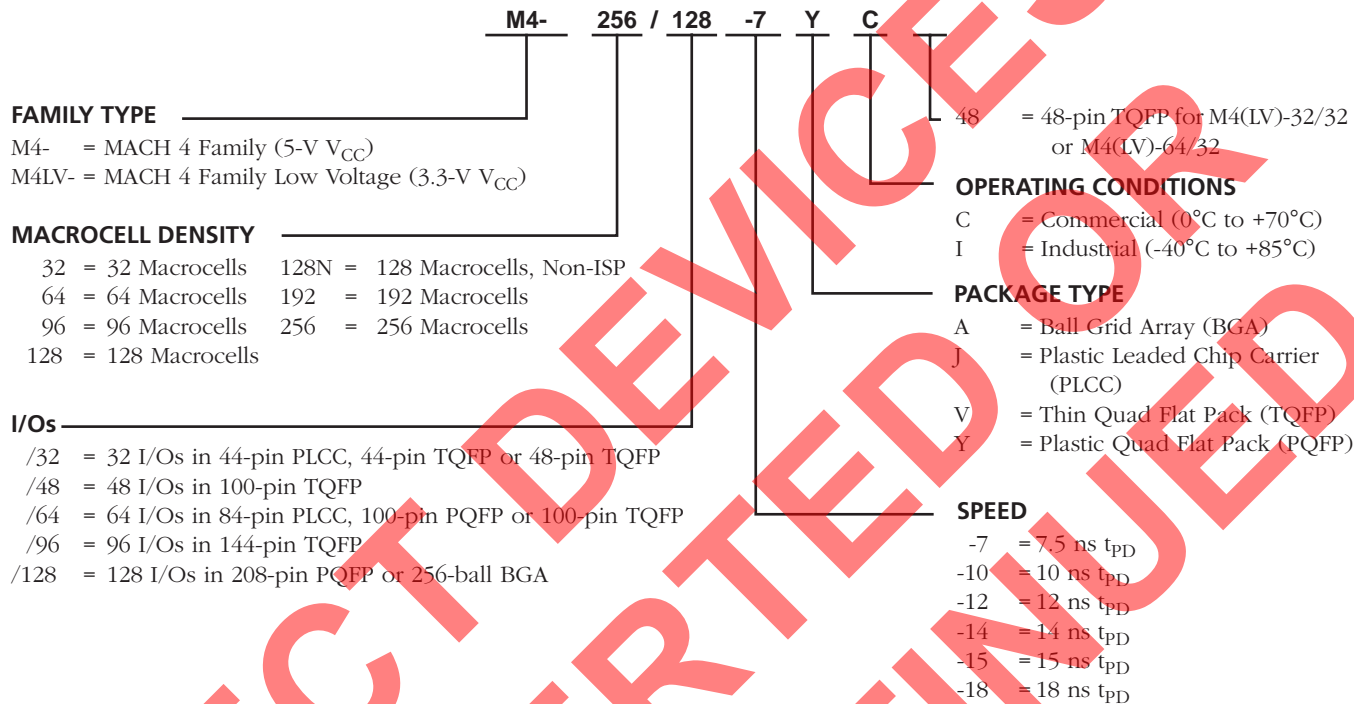 M4- 256 / 128 -7 Y C
FAMILY TYPE
M4- = MACH 4 Family (5-V VCC)
M4LV- = MACH 4 Family Low Voltage (3.3-V VCC)
MACROCELL DENSITY
32 = 32 Macrocells 128N = 128 Macrocells, Non-ISP
64 = 64 Macrocells 192 = 192 Macrocells
96 = 96 Macrocells 256 = 256 Macrocells
128 = 128 Macrocells
I/Os
/32 = 32 I/Os in 44-pin PLCC, 44-pin TQFP or 48-pin TQFP
/48 = 48 I/Os in 100-pin TQFP
/64 = 64 I/Os in 84-pin PLCC, 100-pin PQFP or 100-pin TQFP
/96 = 96 I/Os in 144-pin TQFP
/128 = 128 I/Os in 208-pin PQFP or 256-ball BGA
48 = 48-pin TQFP for M4(LV)-32/32
or M4(LV)-64/32
OPERATING CONDITIONS
C = Commercial (0°C to +70°C)
I = Industrial (-40°C to +85°C)
PACKAGE TYPE
A = Ball Grid Array (BGA)
J = Plastic Leaded Chip Carrier
(PLCC)
V = Thin Quad Flat Pack (TQFP)
Y = Plastic Quad Flat Pack (PQFP)
SPEED
-7 = 7.5 ns tPD
-10 = 10 ns tPD
-12 = 12 ns tPD
-14 = 14 ns tPD
-15 = 15 ns tPD
-18 = 18 ns tPD
CT DEVICES
RTED OR
INUED